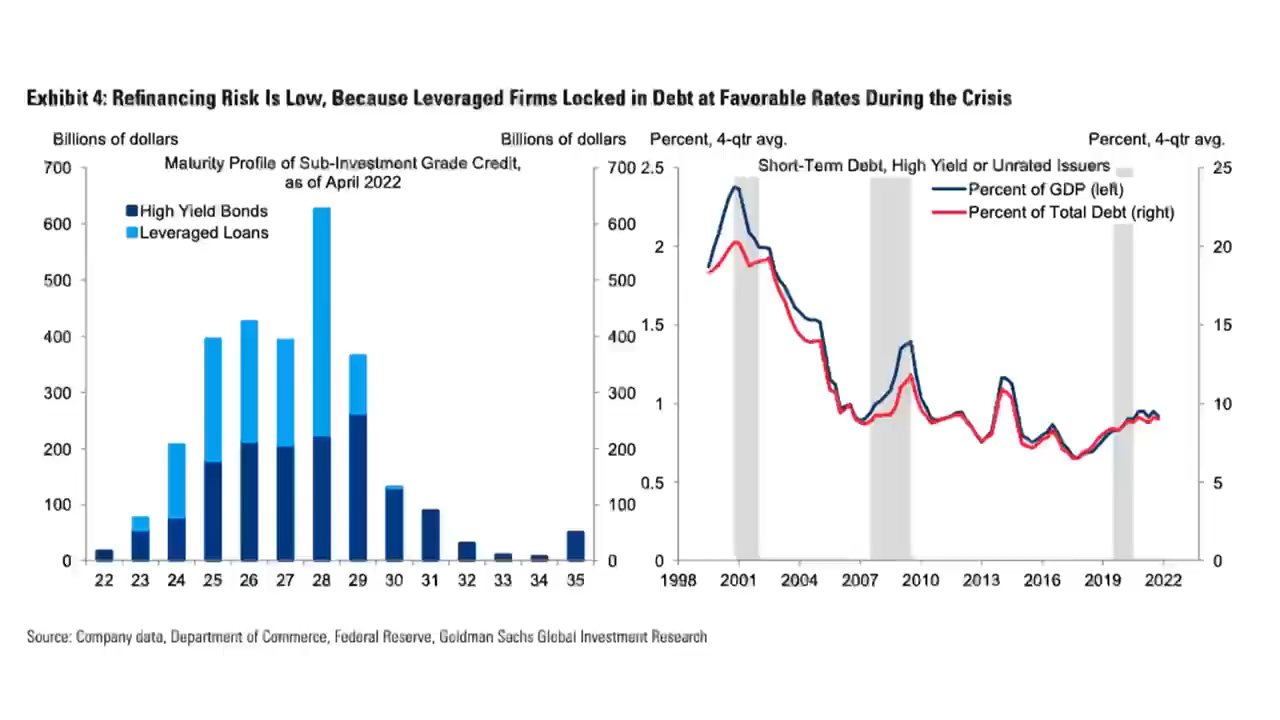 Exhibit 4: Refinancing Risk Is Low, Because Leveraged Firms Locked in Debt at Favorable Rates During the Crisis
Billions of dollars
Billions of dollars
Maturity Profile of Sub-Investment Grade Credit,
as of April 2022
High Yield Bonds
Leveraged Loans
700
600
500
400
300
200
100
0
700
600
500
400
300
200
100
0
22 23 24 25 26 27 28 29 30 31 32 33 34 35
Percent, 4-qtr avg.
Percent, 4-qtr avg.
Short-Term Debt, High Yield or Unrated Issuers
Percent of GDP (left)
Percent of Total Debt (right)
2.5
2
1.5
1
0.5
0
25
20
15
10
5
0
1998 2001 2004 2007 2010 2013 2016 2019 2022
Source: Company data, Department of Commerce, Federal Reserve, Goldman Sachs Global Investment Research